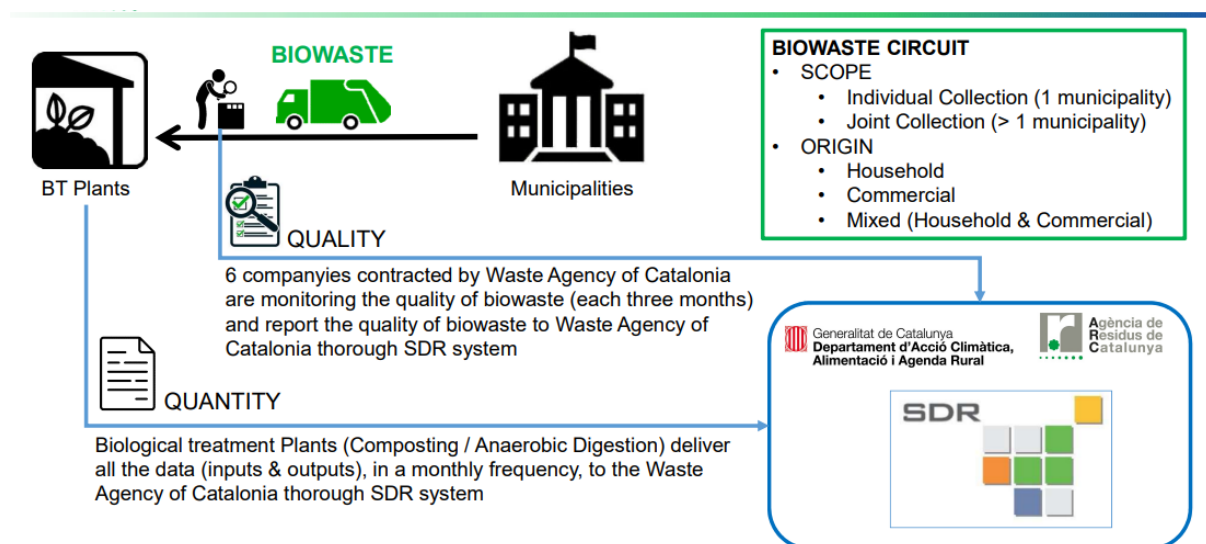 BIOWASTE
BT Plants
Municipalities
BIOWASTE CIRCUIT
• SCOPE
• Individual Collection (1 municipality)
• Joint Collection (> 1 municipality)
• ORIGIN
• Household
• Commercial
• Mixed (Household & Commercial)
QUALITY
6 companyies contracted by Waste Agency of Catalonia
are monitoring the quality of biowaste (each three months)
and report the quality of biowaste to Waste Agency of
Catalonia thorough SDR system
QUANTITY
Biological treatment Plants (Composting / Anaerobic Digestion) deliver
all the data (inputs & outputs), in a monthly frequency, to the Waste
Agency of Catalonia thorough SDR system
Generalitat de Catalunya
Departament d'Acció Climàtica,
Alimentació i Agenda Rural
Agència de
Residus de
Catalunya
SDR